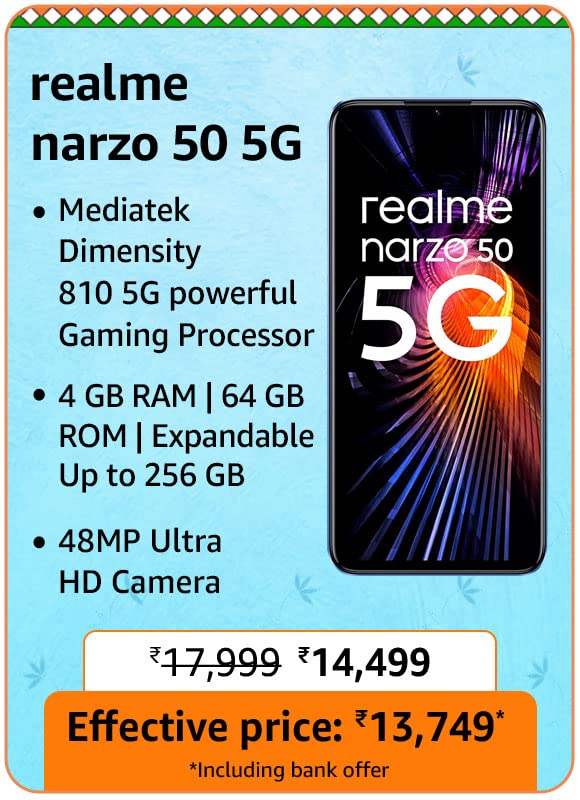 realme
narzo 50 5G
• Mediatek
Dimensity
810 5G powerful
Gaming Processor
• 4 GB RAM | 64 GB
ROM | Expandable
Up to 256 GB
• 48MP Ultra
HD Camera
realme
narzo 50
5G
₹17,999 ₹14,499
Effective price: ₹13,749*
*Including bank offer